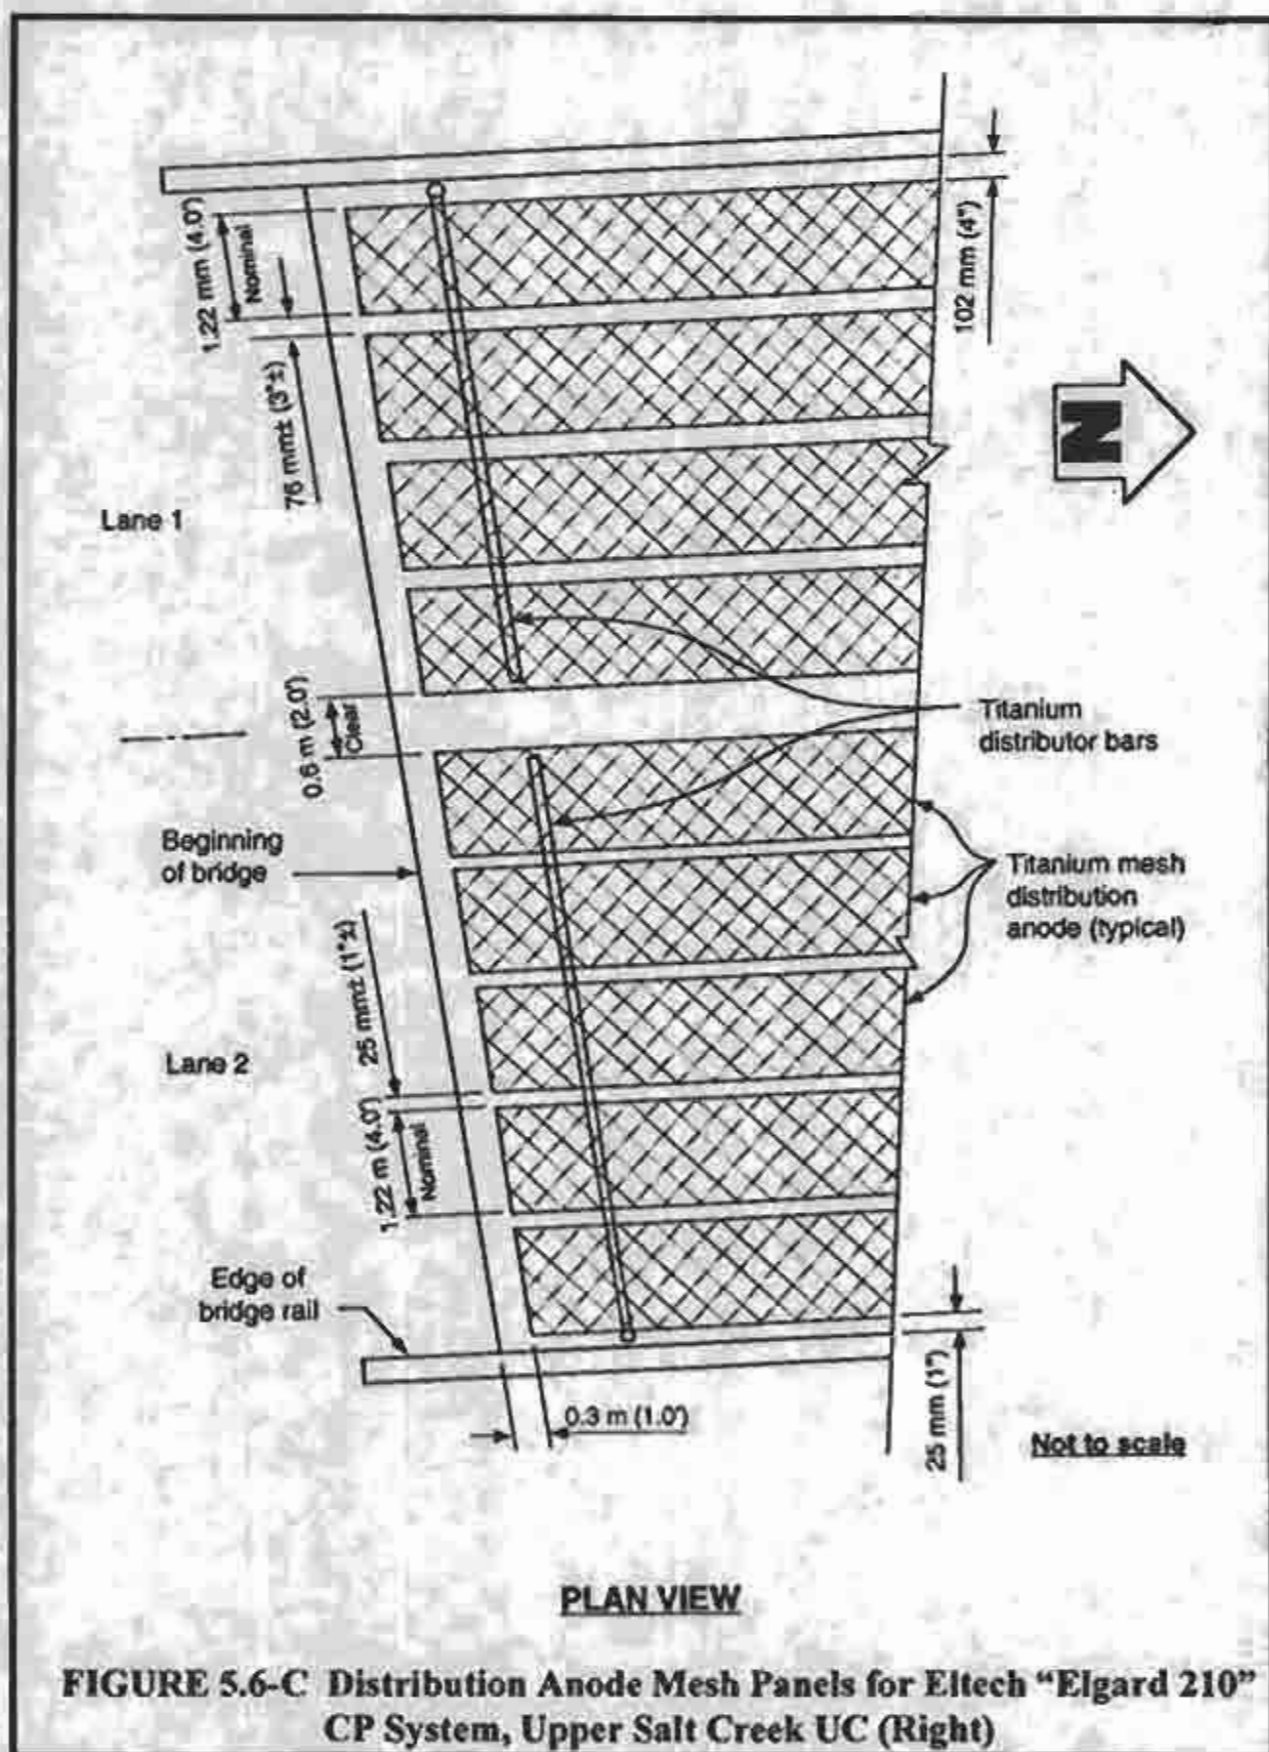 1.22 mm (4.0')
Nominal
76 mm± (3"±)
102 mm (4")
N
Lane 1
0.6 m (2.0')
Clear
Titanium
distributor bars
Beginning
of bridge
Titanium mesh
distribution
anode (typical)
25 mm± (1"±)
Lane 2
1.22 m (4.0')
Nominal
Edge of
bridge rail
0.3 m (1.0')
25 mm (1")
Not to scale
PLAN VIEW
FIGURE 5.6-C Distribution Anode Mesh Panels for Eltech “Elgard 210”
CP System, Upper Salt Creek UC (Right)